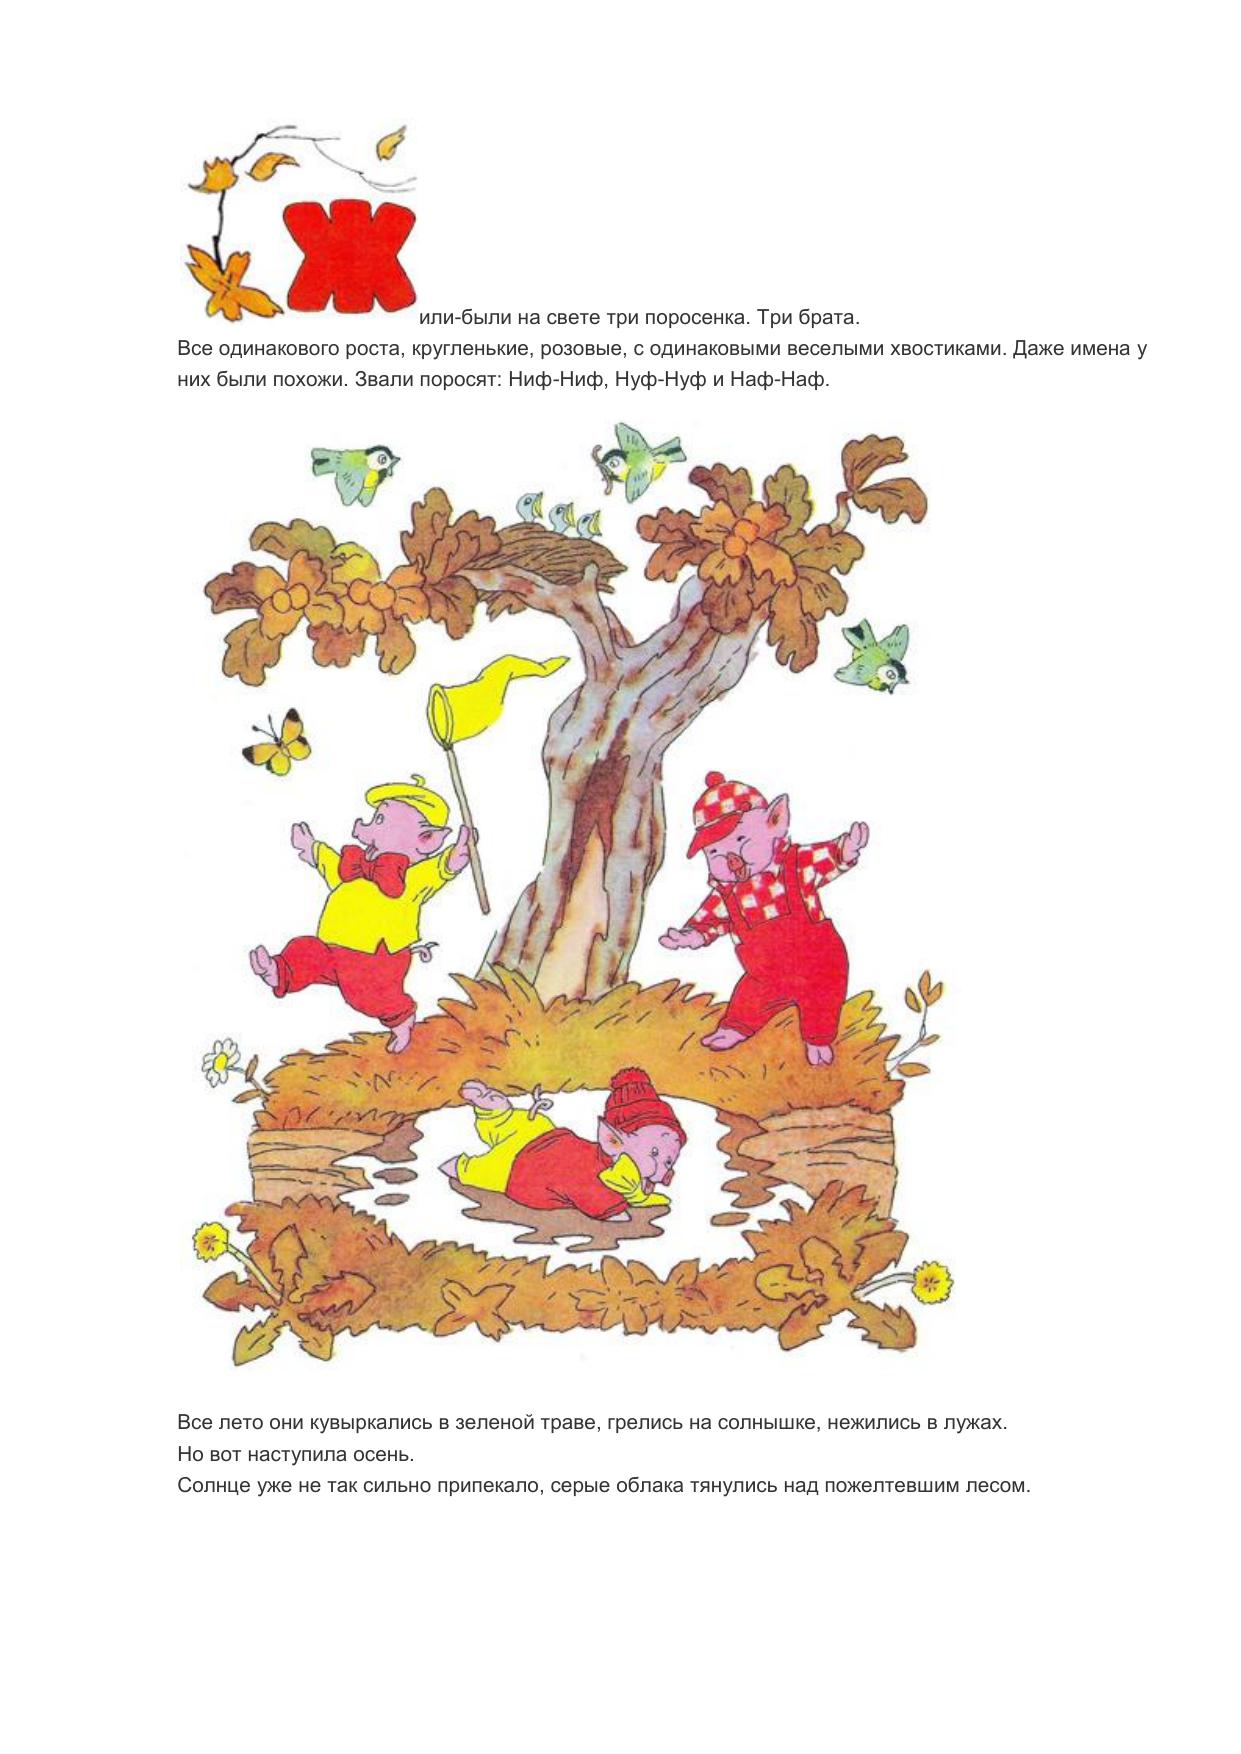 Жили-были на свете три поросенка. Три брата.
Все одинакового роста, кругленькие, розовые, с одинаковыми веселыми хвостиками. Даже имена у
них были похожи. Звали поросят: Ниф-Ниф, Нуф-Нуф и Наф-Наф.
Все лето они кувыркались в зеленой траве, грелись на солнышке, нежились в лужах.
Но вот наступила осень.
Солнце уже не так сильно припекало, серые облака тянулись над пожелтевшим лесом.